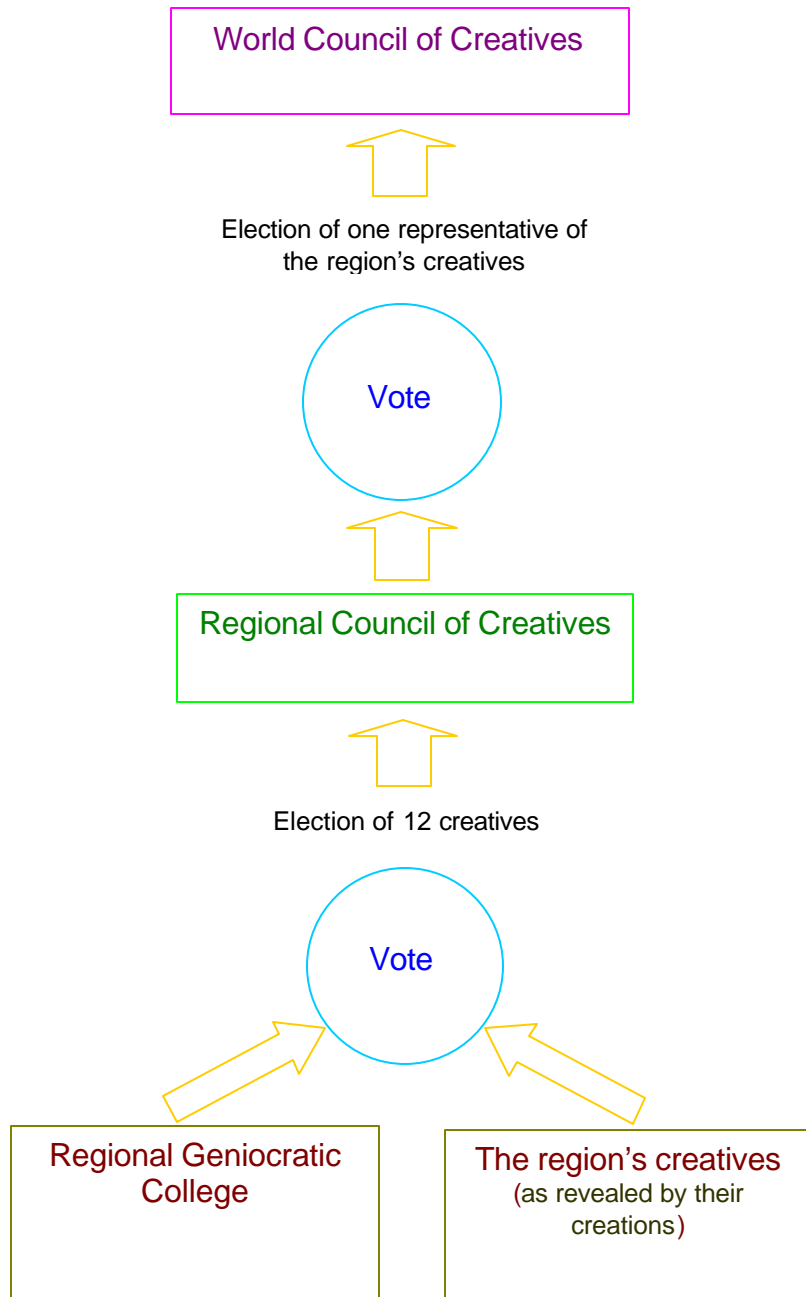 World Council of Creatives
Election of one representative of
the region's creatives
Vote
Regional Council of Creatives
Election of 12 creatives
Vote
Regional Geniocratic
College
The region's creatives
(as revealed by their
creations)